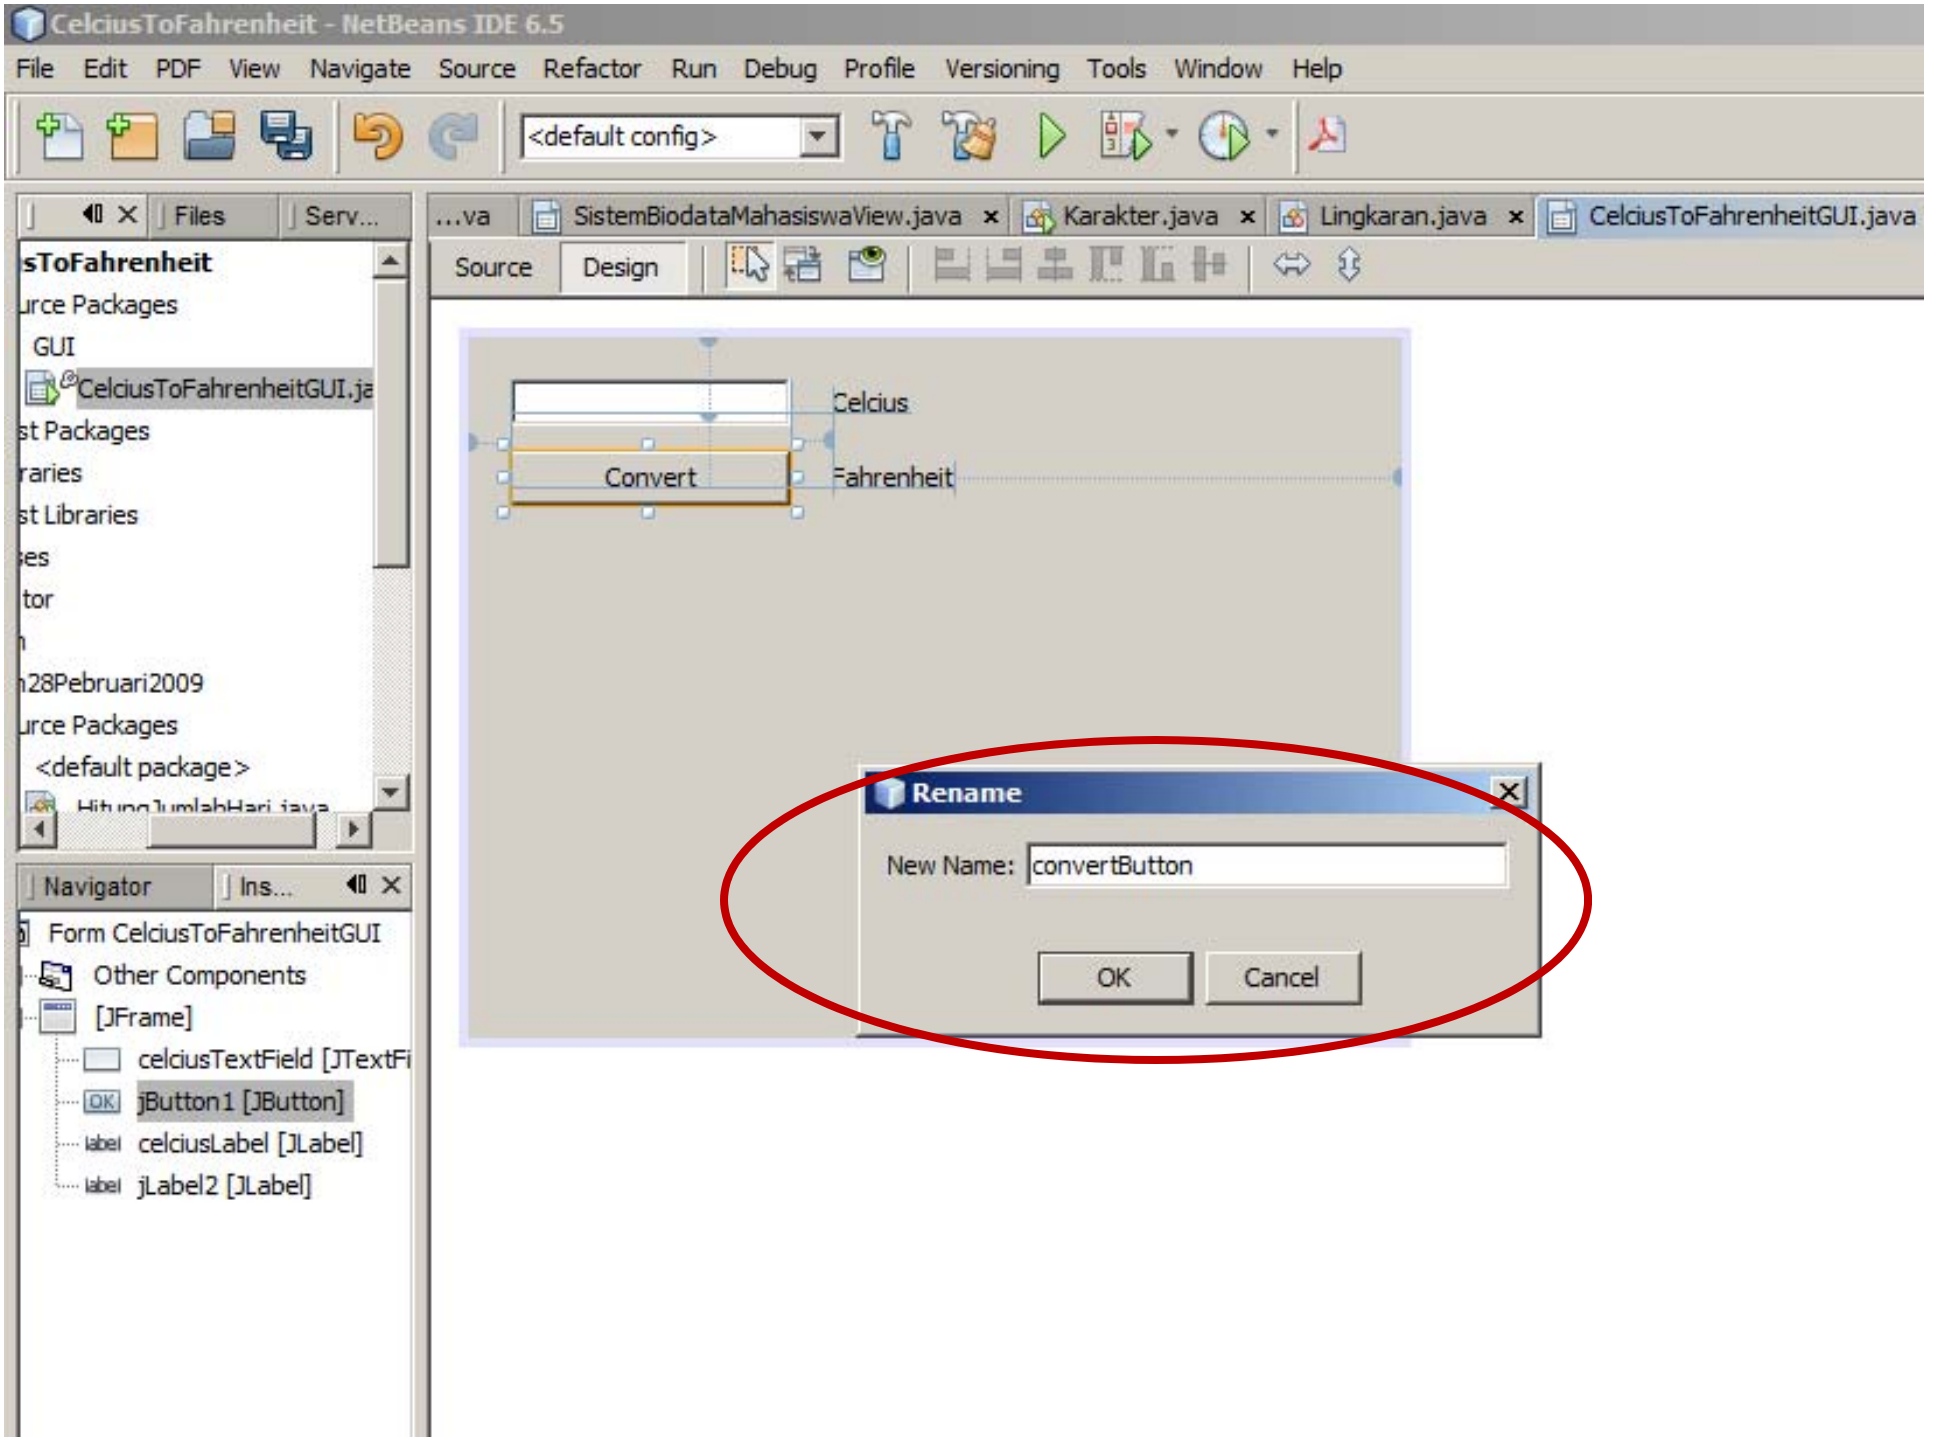 CelciusToFahrenheit - NetBeans IDE 6.5
File Edit PDF View Navigate Source Refactor Run Debug Profile Versioning Tools Window Help
<default config>
Files Serv... ...va SistemBiodataMahasiswaView.java Karakter.java Lingkaran.java CelciusToFahrenheitGUI.java
Source Design
sToFahrenheit
urce Packages
GUI
CelciusToFahrenheitGUI.ja
st Packages
raries
st Libraries
ses
tor
n28Pebruari2009
urce Packages
<default package>
HitungJumlahHari.java
Celcius
Convert Fahrenheit
Rename
New Name: convertButton
OK Cancel
Navigator Ins...
Form CelciusToFahrenheitGUI
Other Components
[JFrame]
celciusTextField [JTextFi
OK jButton1 [JButton]
label celciusLabel [JLabel]
label jLabel2 [JLabel]